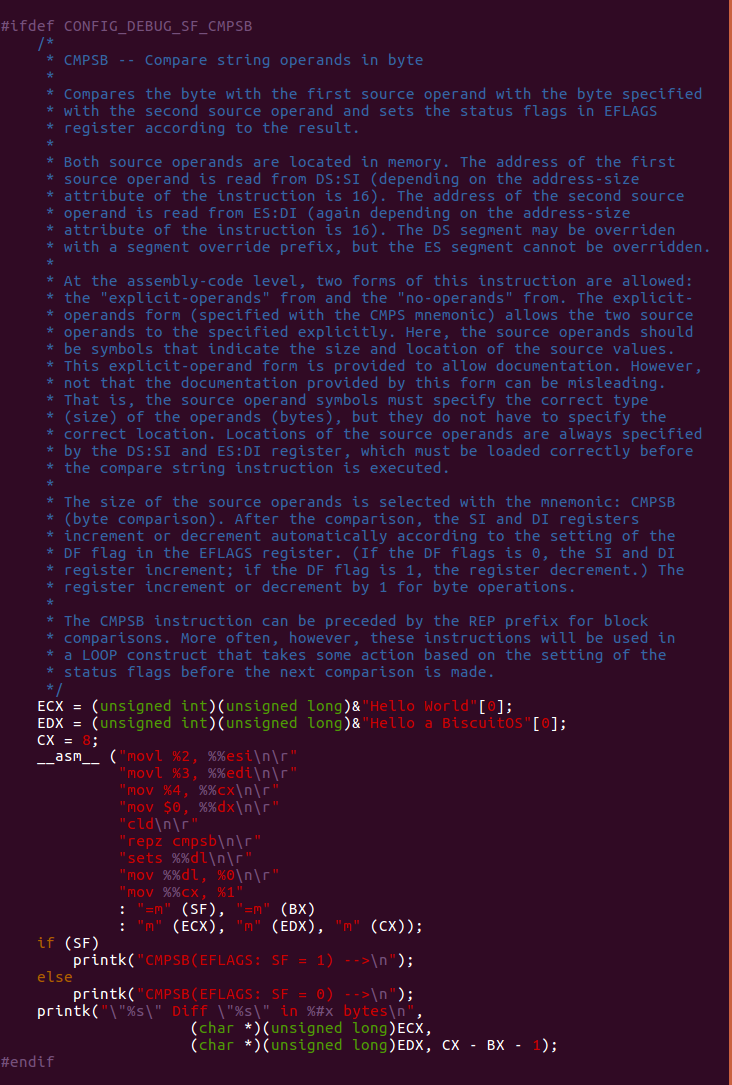 #ifdef CONFIG_DEBUG_SF_CMPSB
    /*
     * CMPSB -- Compare string operands in byte
     *
     * Compares the byte with the first source operand with the byte specified
     * with the second source operand and sets the status flags in EFLAGS
     * register according to the result.
     *
     * Both source operands are located in memory. The address of the first
     * source operand is read from DS:SI (depending on the address-size
     * attribute of the instruction is 16). The address of the second source
     * operand is read from ES:DI (again depending on the address-size
     * attribute of the instruction is 16). The DS segment may be overriden
     * with a segment override prefix, but the ES segment cannot be overridden.
     *
     * At the assembly-code level, two forms of this instruction are allowed:
     * the "explicit-operands" from and the "no-operands" from. The explicit-
     * operands form (specified with the CMPS mnemonic) allows the two source
     * operands to the specified explicitly. Here, the source operands should
     * be symbols that indicate the size and location of the source values.
     * This explicit-operand form is provided to allow documentation. However,
     * not that the documentation provided by this form can be misleading.
     * That is, the source operand symbols must specify the correct type
     * (size) of the operands (bytes), but they do not have to specify the
     * correct location. Locations of the source operands are always specified
     * by the DS:SI and ES:DI register, which must be loaded correctly before
     * the compare string instruction is executed.
     *
     * The size of the source operands is selected with the mnemonic: CMPSB
     * (byte comparison). After the comparison, the SI and DI registers
     * increment or decrement automatically according to the setting of the
     * DF flag in the EFLAGS register. (If the DF flags is 0, the SI and DI
     * register increment; if the DF flag is 1, the register decrement.) The
     * register increment or decrement by 1 for byte operations.
     *
     * The CMPSB instruction can be preceded by the REP prefix for block
     * comparisons. More often, however, these instructions will be used in
     * a LOOP construct that takes some action based on the setting of the
     * status flags before the next comparison is made.
     */
    ECX = (unsigned int)(unsigned long)&"Hello World"[0];
    EDX = (unsigned int)(unsigned long)&"Hello a BiscuitOS"[0];
    CX = 8;
    __asm__ ("movl %2, %%esi\n\r"
             "movl %3, %%edi\n\r"
             "mov %4, %%cx\n\r"
             "mov $0, %%dx\n\r"
             "cld\n\r"
             "repz cmpsb\n\r"
             "sets %%dl\n\r"
             "mov %%dl, %0\n\r"
             "mov %%cx, %1"
             : "=m" (SF), "=m" (BX)
             : "m" (ECX), "m" (EDX), "m" (CX));
    if (SF)
        printk("CMPSB(EFLAGS: SF = 1) -->\n");
    else
        printk("CMPSB(EFLAGS: SF = 0) -->\n");
    printk("\"%s\" Diff \"%s\" in %#x bytes\n",
                     (char *)(unsigned long)ECX,
                     (char *)(unsigned long)EDX, CX - BX - 1);
#endif